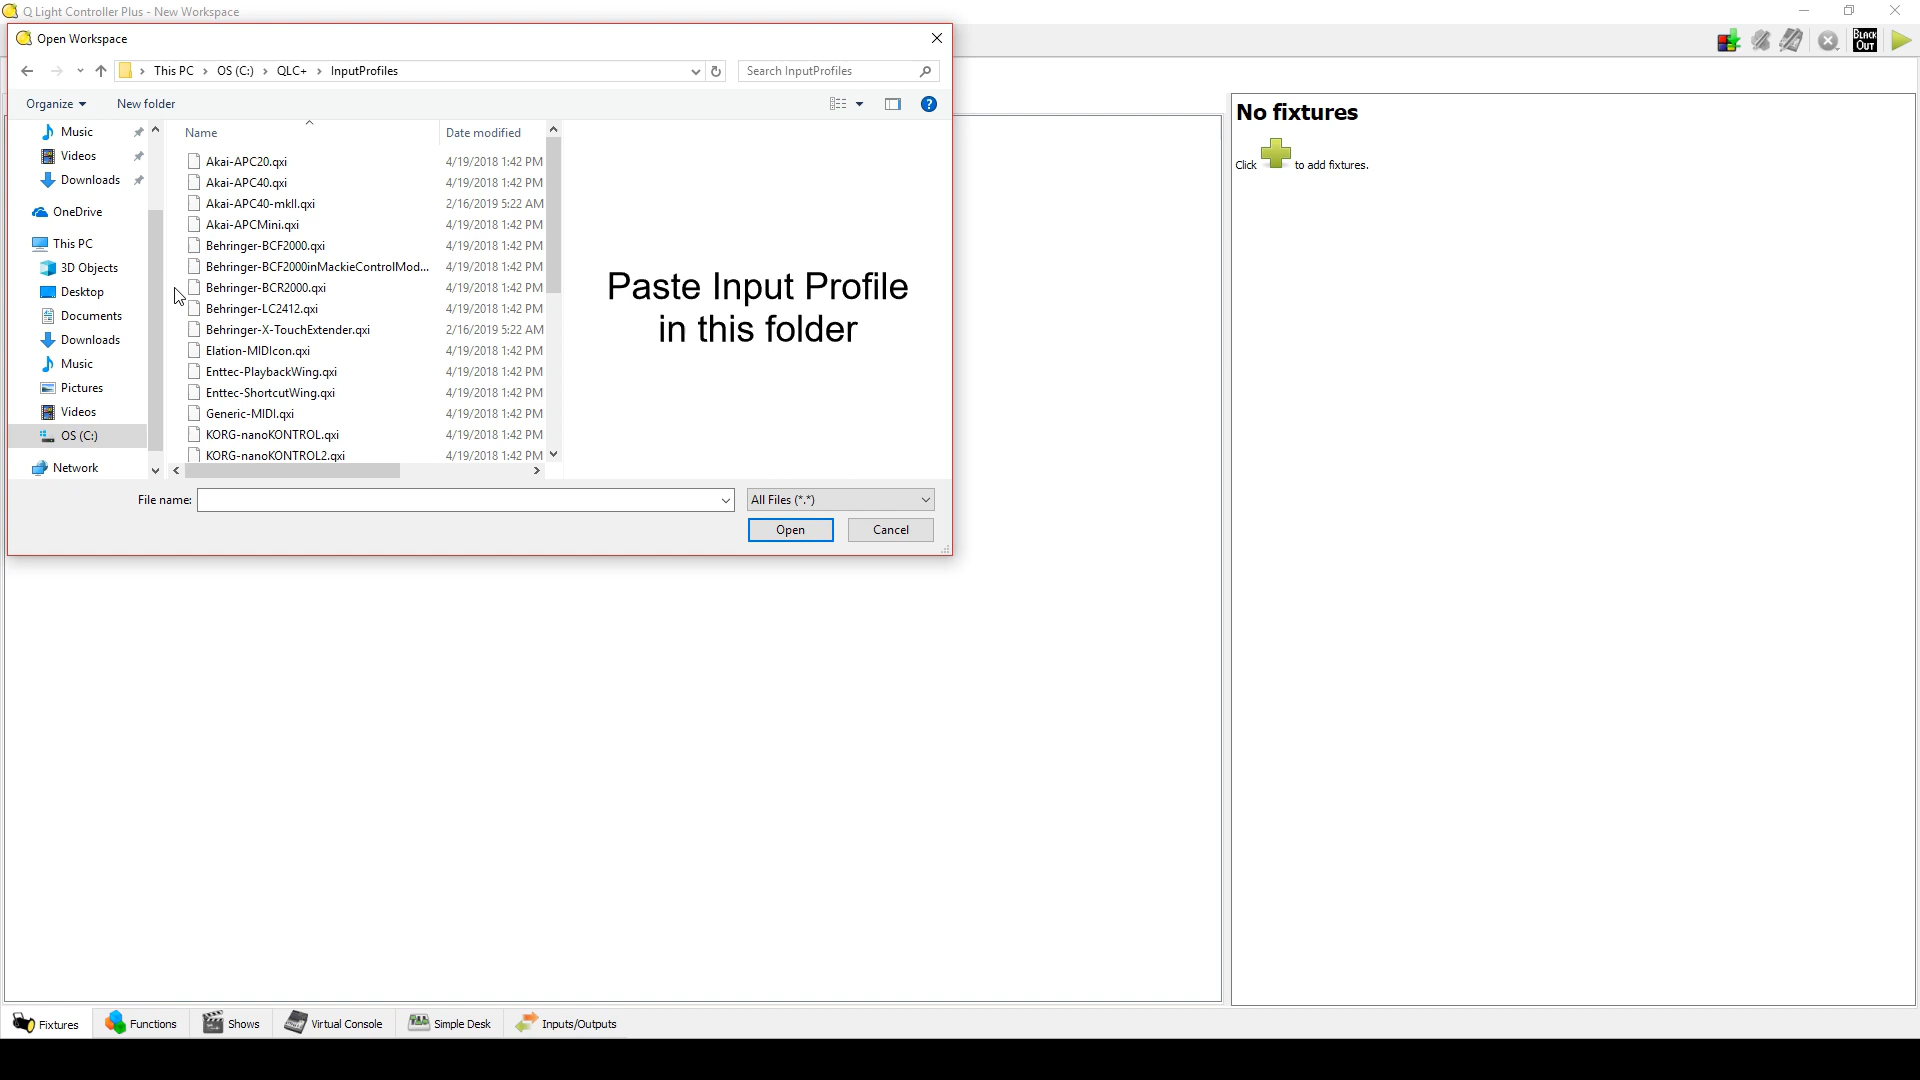 Q Light Controller Plus - New Workspace
Open Workspace
This PC > OS (C:) > QLC+ > InputProfiles
Search InputProfiles
Organize
New folder
Music
Videos
Downloads
OneDrive
This PC
3D Objects
Desktop
Documents
Downloads
Music
Pictures
Videos
OS (C:)
Network
Name Date modified
Akai-APC20.qxi 4/19/2018 1:42 PM
Akai-APC40.qxi 4/19/2018 1:42 PM
Akai-APC40-mkII.qxi 2/16/2019 5:22 AM
Akai-APCMini.qxi 4/19/2018 1:42 PM
Behringer-BCF2000.qxi 4/19/2018 1:42 PM
Behringer-BCF2000inMackieControlMod... 4/19/2018 1:42 PM
Behringer-BCR2000.qxi 4/19/2018 1:42 PM
Behringer-LC2412.qxi 4/19/2018 1:42 PM
Behringer-X-TouchExtender.qxi 2/16/2019 5:22 AM
Elation-MIDIcon.qxi 4/19/2018 1:42 PM
Enttec-PlaybackWing.qxi 4/19/2018 1:42 PM
Enttec-ShortcutWing.qxi 4/19/2018 1:42 PM
Generic-MIDI.qxi 4/19/2018 1:42 PM
KORG-nanoKONTROL.qxi 4/19/2018 1:42 PM
KORG-nanoKONTROL2.qxi 4/19/2018 1:42 PM
Paste Input Profile
in this folder
File name:
All Files (*.*)
Open
Cancel
BLACK
OUT
No fixtures
Click to add fixtures.
Fixtures
Functions
Shows
Virtual Console
Simple Desk
Inputs/Outputs